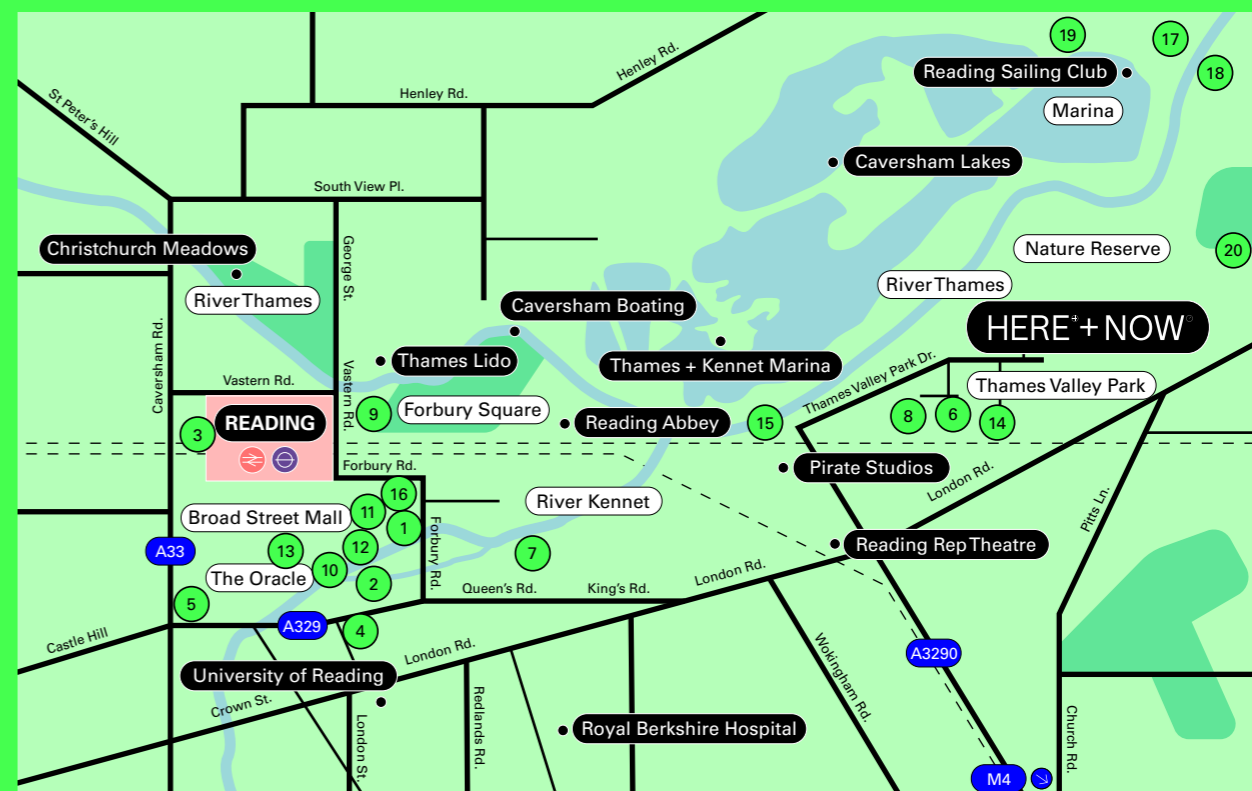 19
17
18
Henley Rd.
Reading Sailing Club
Marina
Henley Rd.
St Peter's Hill
Caversham Lakes
South View Pl.
Christchurch Meadows
George St.
Nature Reserve
20
River Thames
River Thames
Caversham Boating
HERE+ + NOW
Caversham Rd.
Thames Lido
Thames + Kennet Marina
Thames Valley Park Dr.
Vastern Rd.
Vastern Rd.
Thames Valley Park
9
Forbury Square
Reading Abbey
15
8
6
14
3
READING
Forbury Rd.
Pirate Studios
London Rd.
16
River Kennet
Pitts Ln.
Broad Street Mall
11
1
Forbury Rd.
A33
13
12
7
Reading Rep Theatre
The Oracle
10
2
Queen's Rd.
King's Rd.
London Rd.
5
A329
4
Castle Hill
London Rd.
A3290
University of Reading
Wokingham Rd.
Crown St.
London St.
Redlands Rd.
Royal Berkshire Hospital
Church Rd.
M4